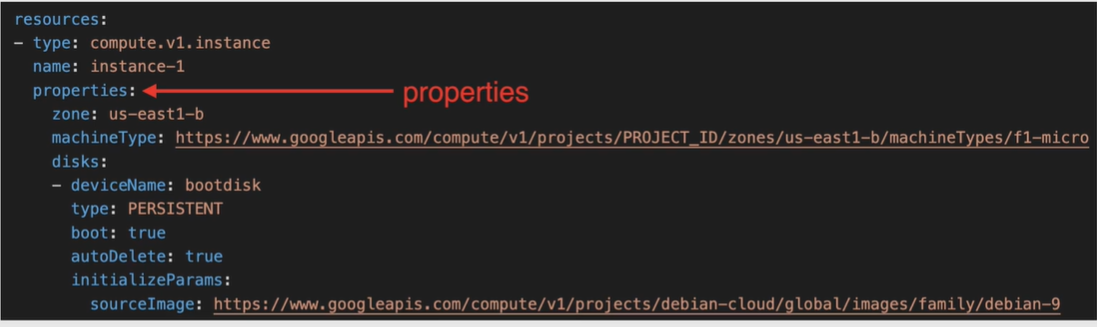 resources:
- type: compute.v1.instance
name: instance-1
properties:
properties
zone: us-east1-b
machineType: https://www.googleapis.com/compute/v1/projects/PROJECT_ID/zones/us-east1-b/machineTypes/f1-micro
disks:
- deviceName: bootdisk
type: PERSISTENT
boot: true
autoDelete: true
initializeParams:
sourceImage: https://www.googleapis.com/compute/v1/projects/debian-cloud/global/images/family/debian-9